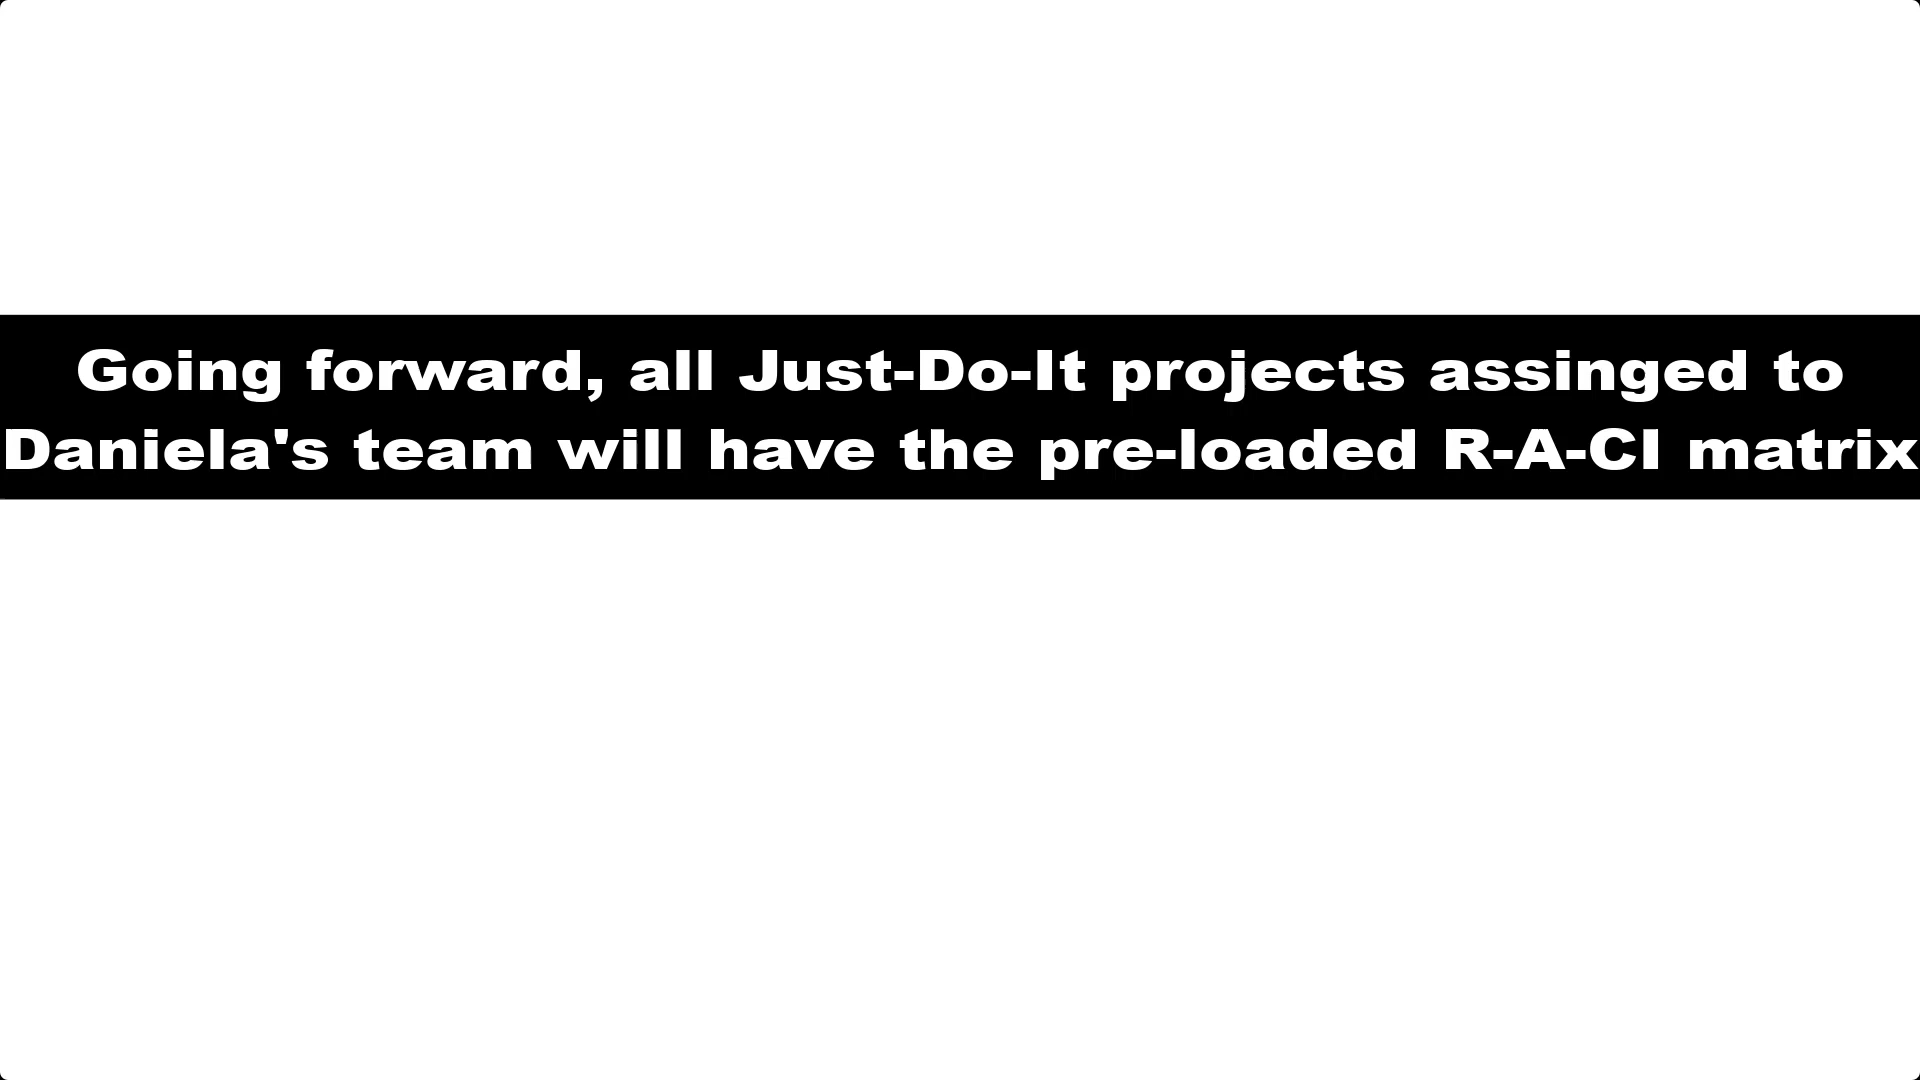 Going forward, all Just-Do-It projects assinged to
Daniela's team will have the pre-loaded R-A-CI matrix